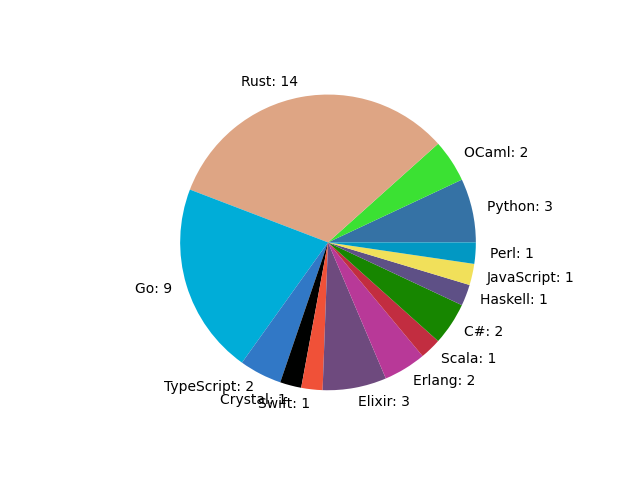 Rust: 14
OCaml: 2
Python: 3
Perl: 1
JavaScript: 1
Haskell: 1
C#: 2
Scala: 1
Erlang: 2
Elixir: 3
Swift: 1
Crystal: 1
TypeScript: 2
Go: 9